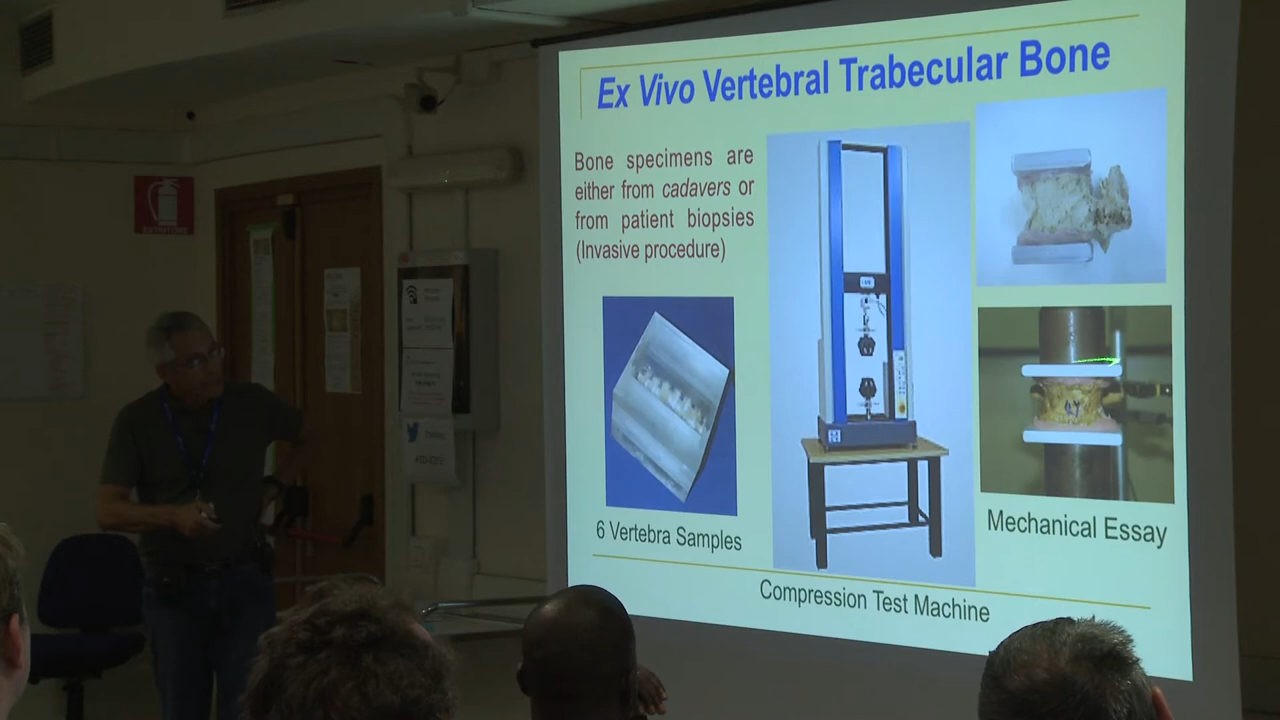 Ex Vivo Vertebral Trabecular Bone
Bone specimens are
either from cadavers or
from patient biopsies
(Invasive procedure)
6 Vertebra Samples
Compression Test Machine
Mechanical Essay
ESTINTORE